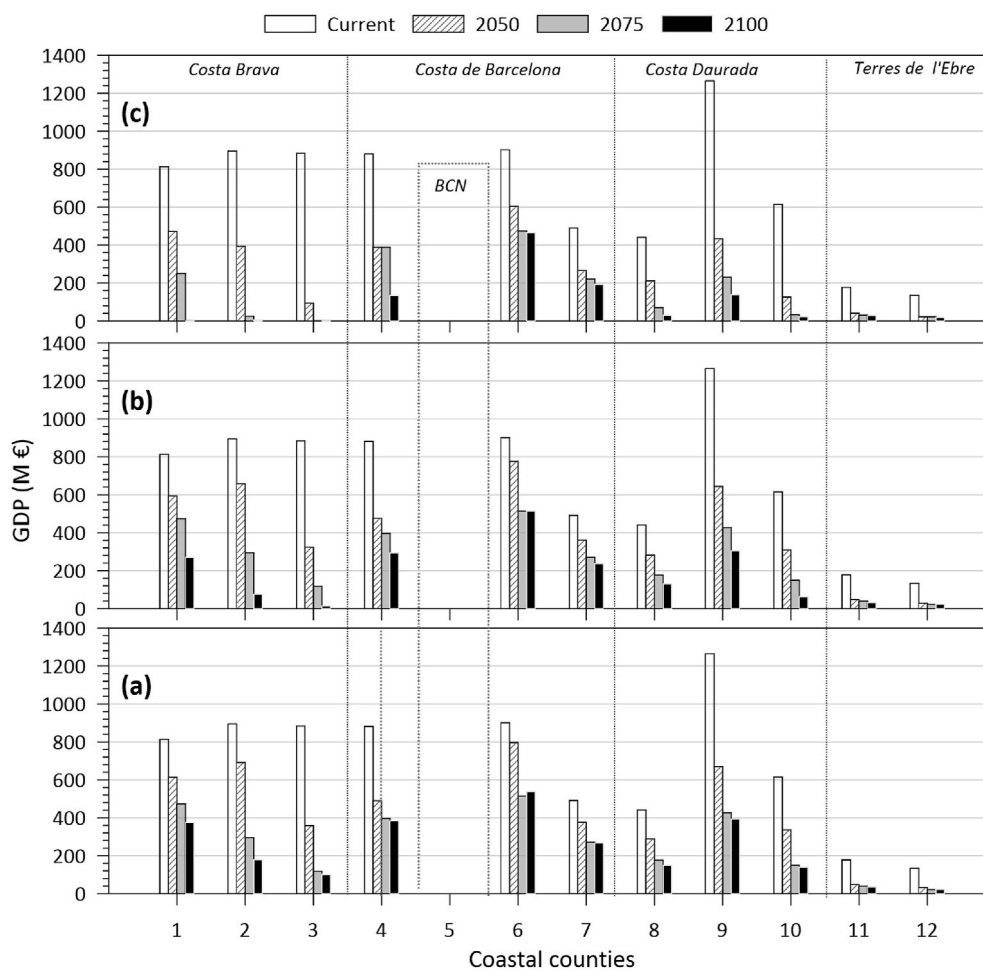 Current 2050 2075 2100
Costa Brava Costa de Barcelona Costa Daurada Terres de l'Ebre
1400
1200
(c)
1000
800
BCN
600
400
200
0
1400
1200
(b)
1000
800
600
400
200
0
GDP (M €)
1400
1200
(a)
1000
800
600
400
200
0
1 2 3 4 5 6 7 8 9 10 11 12
Coastal counties